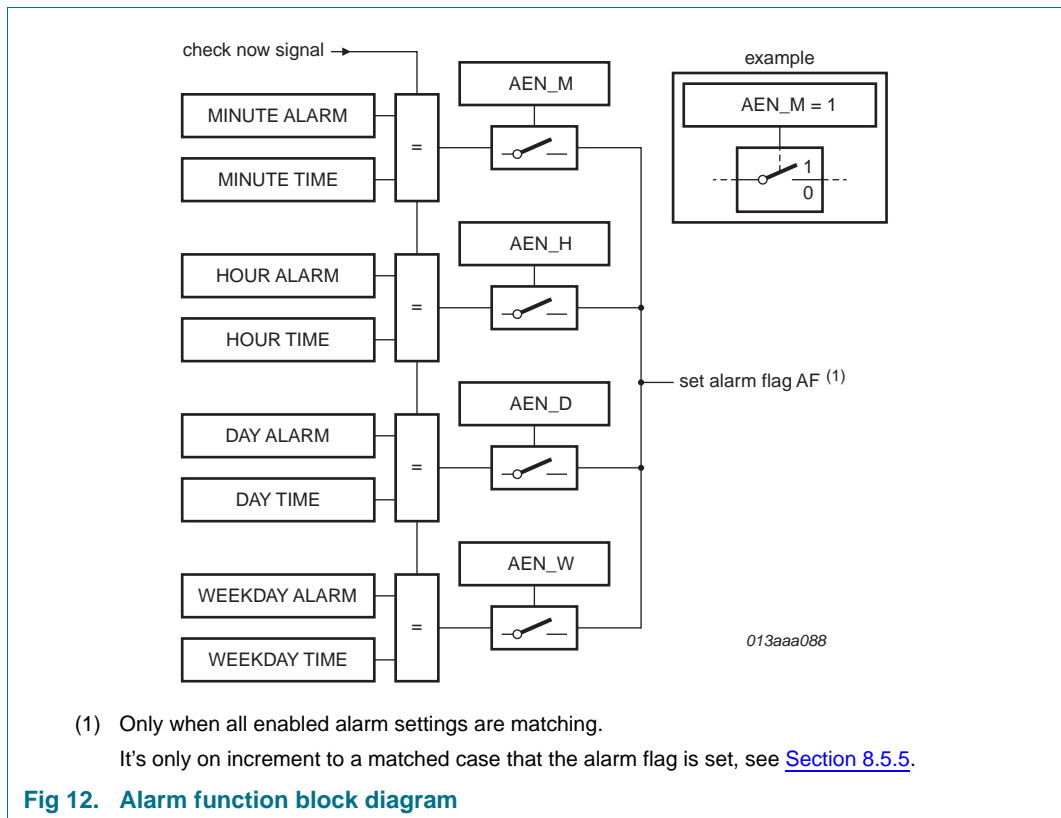 check now signal
example
AEN_M
AEN_M = 1
MINUTE ALARM
=
1
MINUTE TIME
0
AEN_H
HOUR ALARM
=
HOUR TIME
set alarm flag AF (1)
AEN_D
DAY ALARM
=
DAY TIME
AEN_W
WEEKDAY ALARM
=
013aaa088
WEEKDAY TIME
(1) Only when all enabled alarm settings are matching.
It's only on increment to a matched case that the alarm flag is set, see Section 8.5.5.
Fig 12. Alarm function block diagram